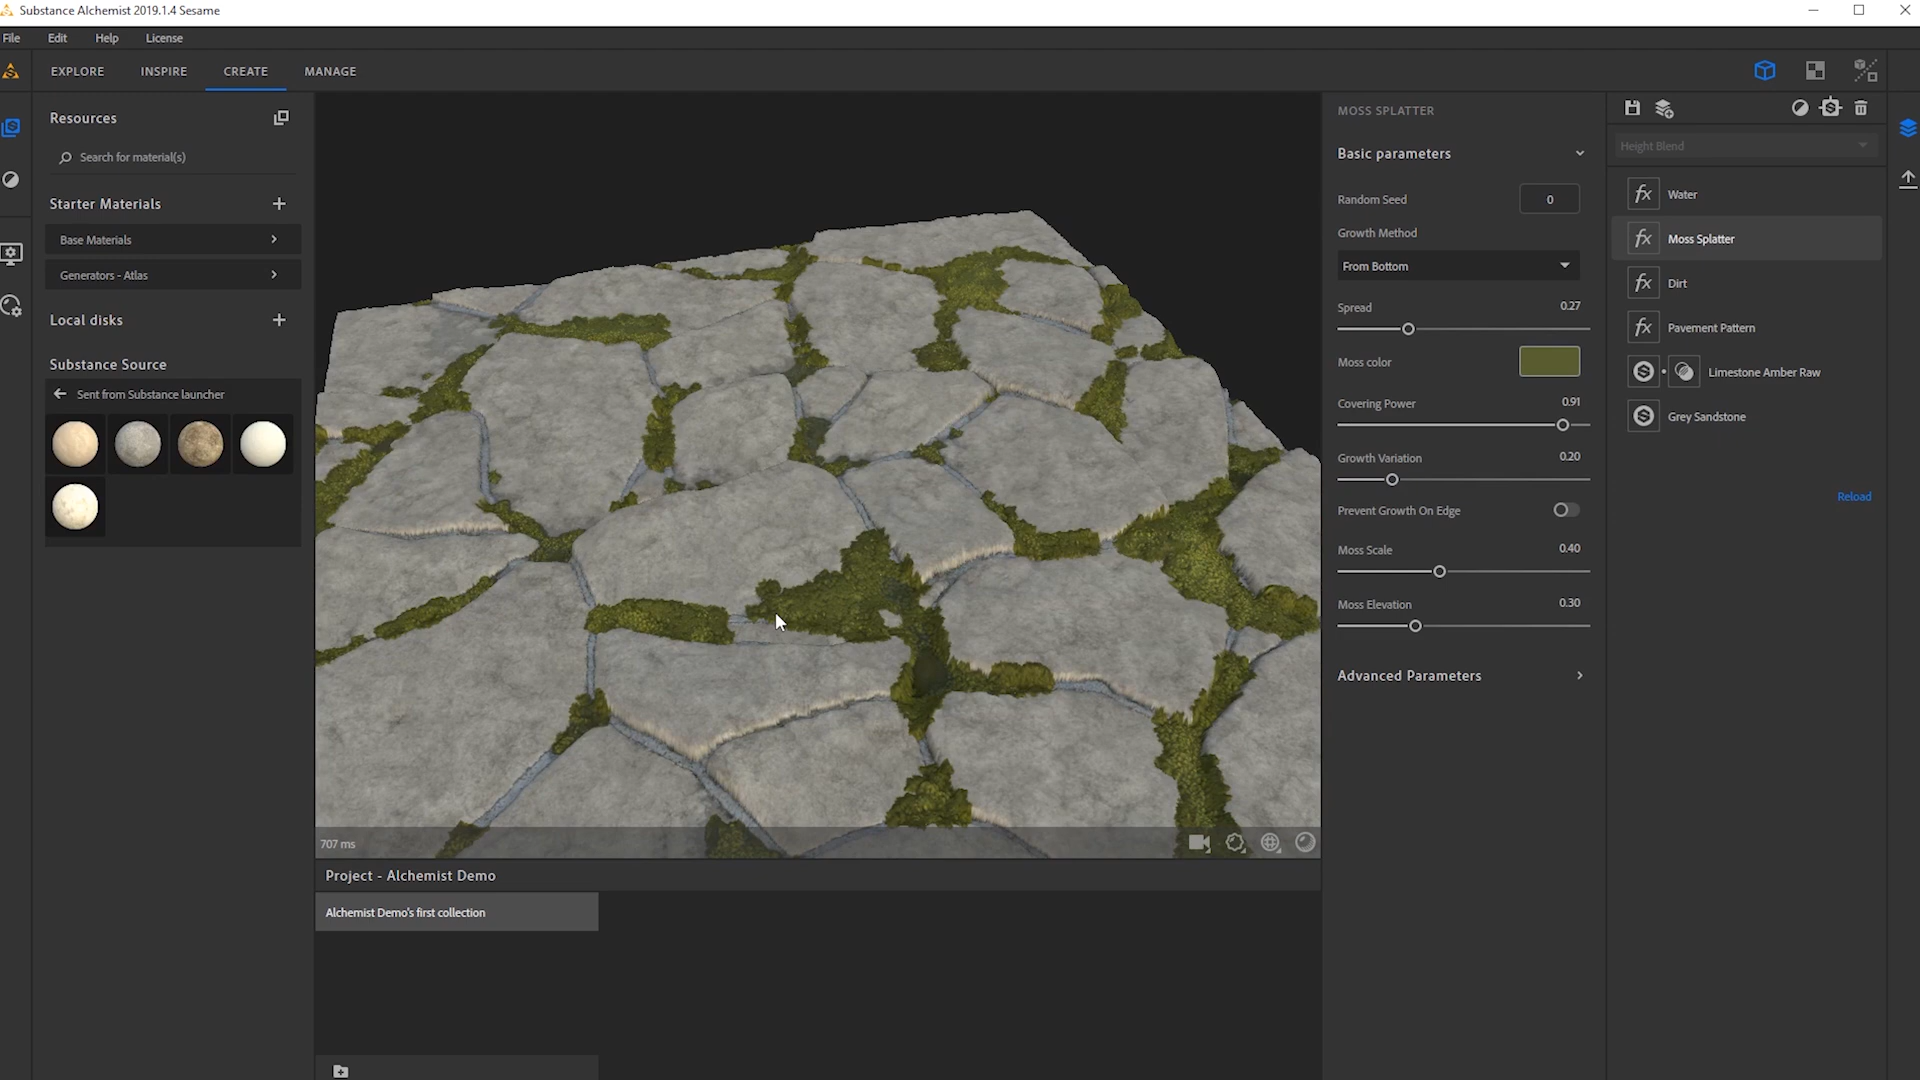 Substance Alchemist 2019.1.4 Sesame
File Edit Help License
EXPLORE INSPIRE CREATE MANAGE
Resources
Search for material(s)
Starter Materials
Base Materials
Generators - Atlas
Local disks
Substance Source
Sent from Substance launcher
707 ms
Project - Alchemist Demo
Alchemist Demo's first collection
MOSS SPLATTER
Basic parameters
Random Seed 0
Growth Method
From Bottom
Spread 0.27
Moss color
Covering Power 0.91
Growth Variation 0.20
Prevent Growth On Edge
Moss Scale 0.40
Moss Elevation 0.30
Advanced Parameters
Height Blend
fx Water
fx Moss Splatter
fx Dirt
fx Pavement Pattern
Limestone Amber Raw
Grey Sandstone
Reload